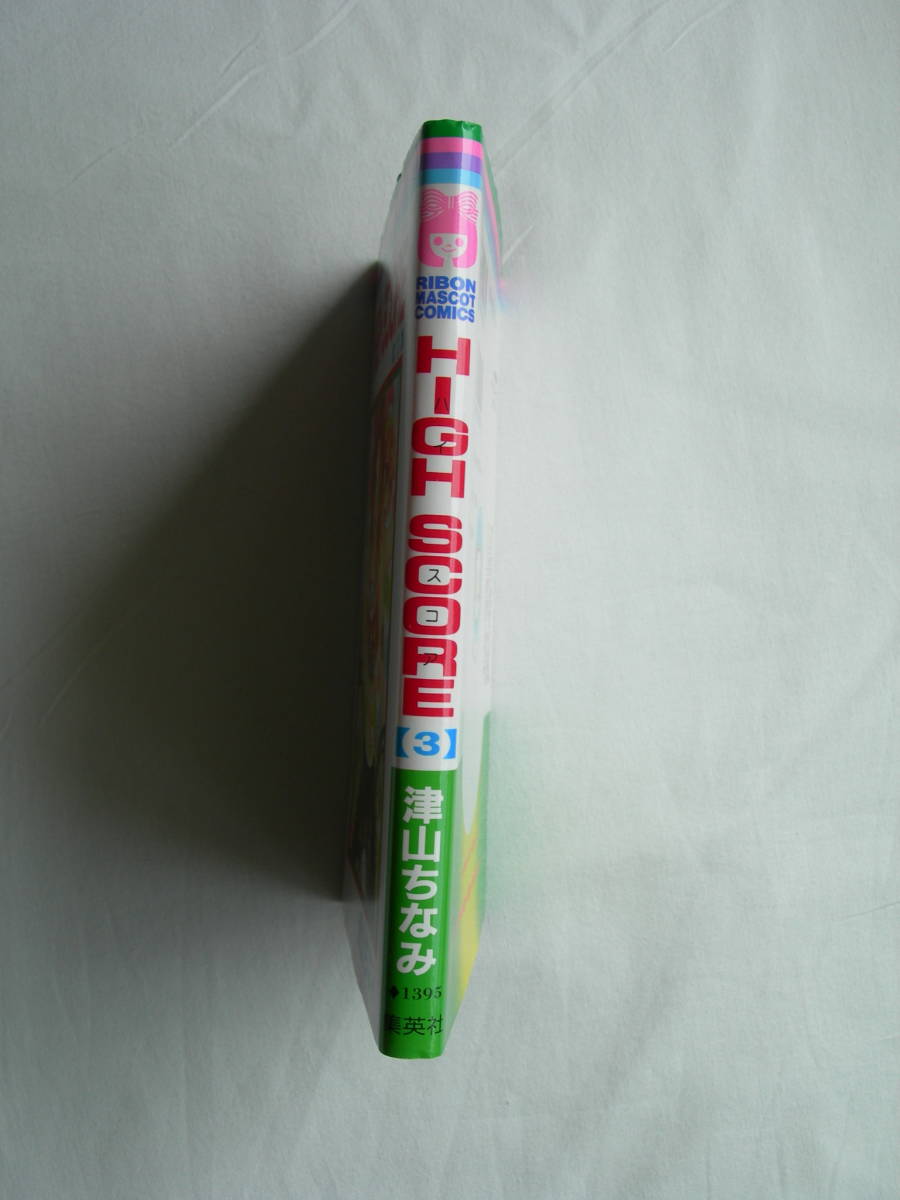 RIBON
MASCOT
COMICS
HIGH SCORE
ハイスコア
【3】
津山ちなみ
◆1395
集英社